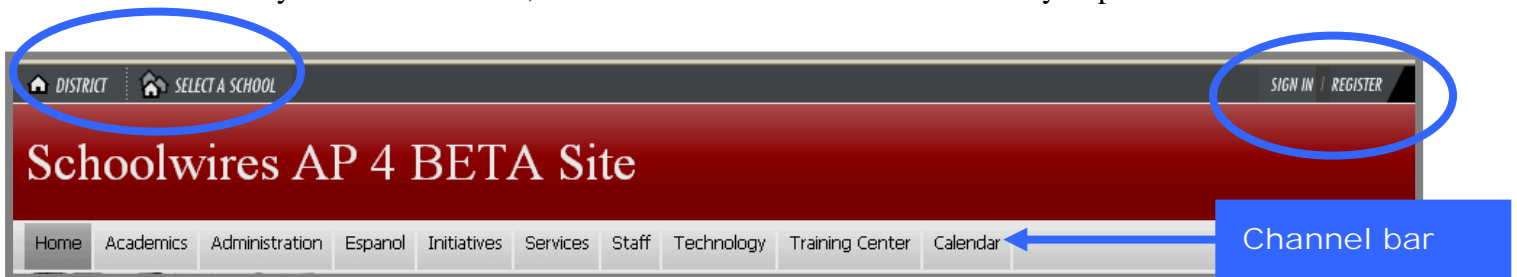 DISTRICT SELECT A SCHOOL SIGN IN / REGISTER
Schoolwires AP 4 BETA Site
Home Academics Administration Espanol Initiatives Services Staff Technology Training Center Calendar
Channel bar